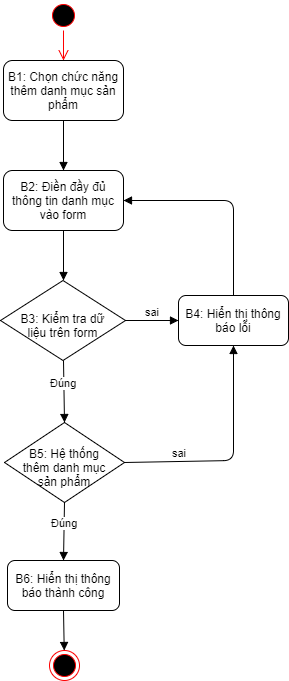 B1: Chọn chức năng
thêm danh mục sản
phẩm
B2: Điền đầy đủ
thông tin danh mục
vào form
B3: Kiểm tra dữ
liệu trên form
sai
B4: Hiển thị thông
báo lỗi
Đúng
B5: Hệ thống
thêm danh mục
sản phẩm
sai
Đúng
B6: Hiển thị thông
báo thành công